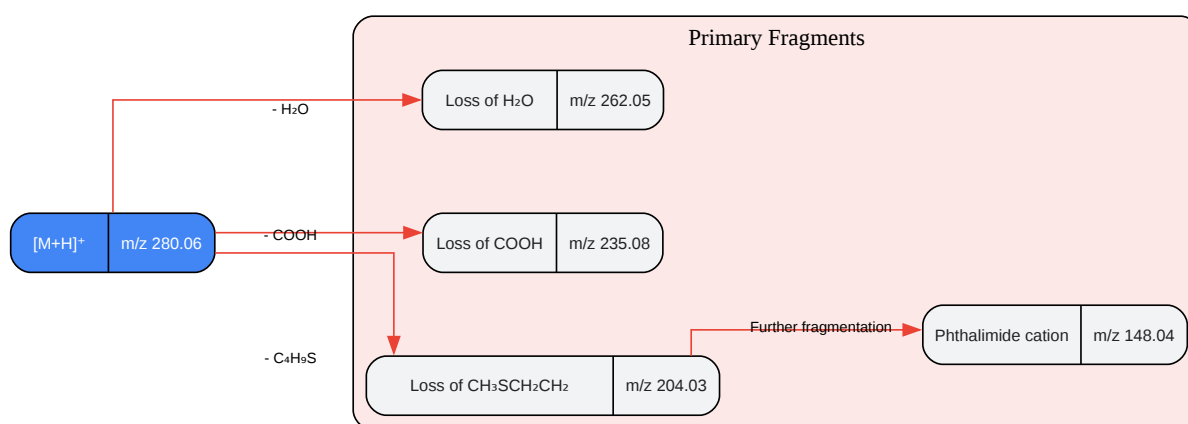 Primary Fragments
Loss of H₂O
m/z 262.05
- H₂O
[M+H]⁺
m/z 280.06
- COOH
Loss of COOH
m/z 235.08
- C₄H₉S
Further fragmentation
Phthalimide cation
m/z 148.04
Loss of CH₃SCH₂CH₂
m/z 204.03